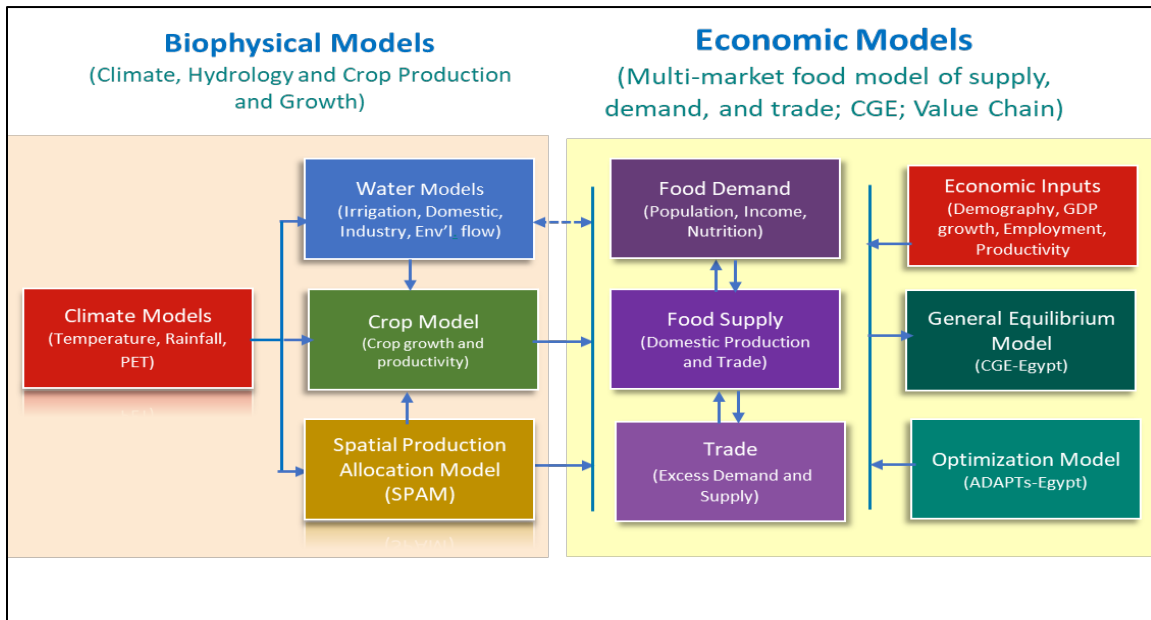 Biophysical Models
(Climate, Hydrology and Crop Production
and Growth)
Economic Models
(Multi-market food model of supply,
demand, and trade; CGE; Value Chain)
Climate Models
(Temperature, Rainfall,
PET)
Water Models
(Irrigation, Domestic,
Industry, Env’l. flow
Crop Model
(Crop growth and
productivity)
Spatial Production
Allocation Model
(SPAM)
Food Demand
(Population, Income,
Nutrition)
Food Supply
(Domestic Production
and Trade)
Trade
(Excess Demand and
Supply)
Economic Inputs
(Demography, GDP
growth, Employment,
Productivity
General Equilibrium
Model
(CGE-Egypt)
Optimization Model
(ADAPTs-Egypt)